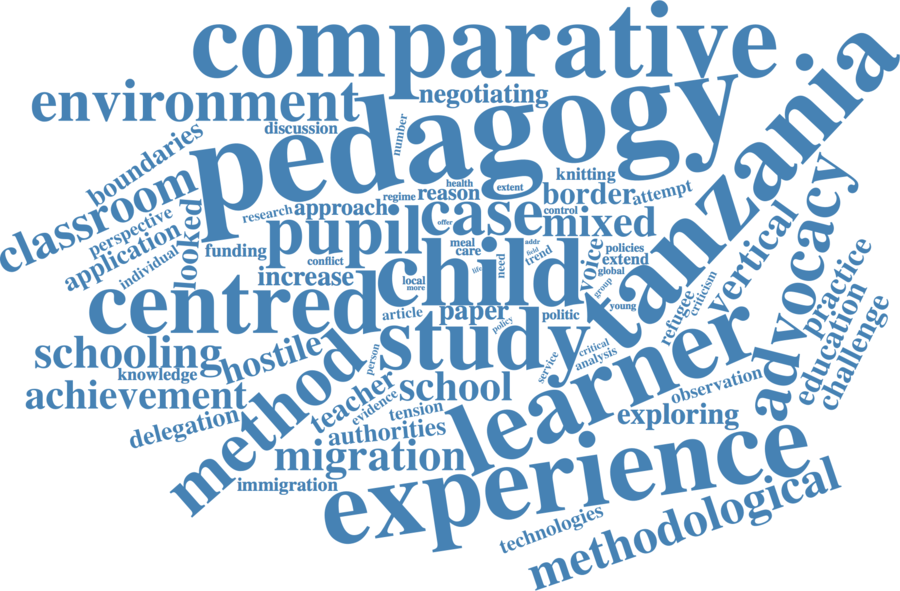 comparative
environment
negotiating
pedagogy
tanzania
discussion
number
boundaries
classroom
perspective
application
individual
looked
research
approach
regime
reason
health
extent
knitting
border
attempt
control
mixed
case
offer
pupil
funding
conflict
increase
meal
care
addr
field
trend
voice
policies
extend
global
group
young
child
local
more
life
need
centred
article
paper
politic
policy
study
vertical
advocacy
refugee
criticism
practice
education
challenge
schooling
hostile
knowledge
achievement
delegation
method
person
teacher
evidence
school
tension
authorities
service
critical
analysis
learner
observation
exploring
migration
immigration
experience
technologies
methodological